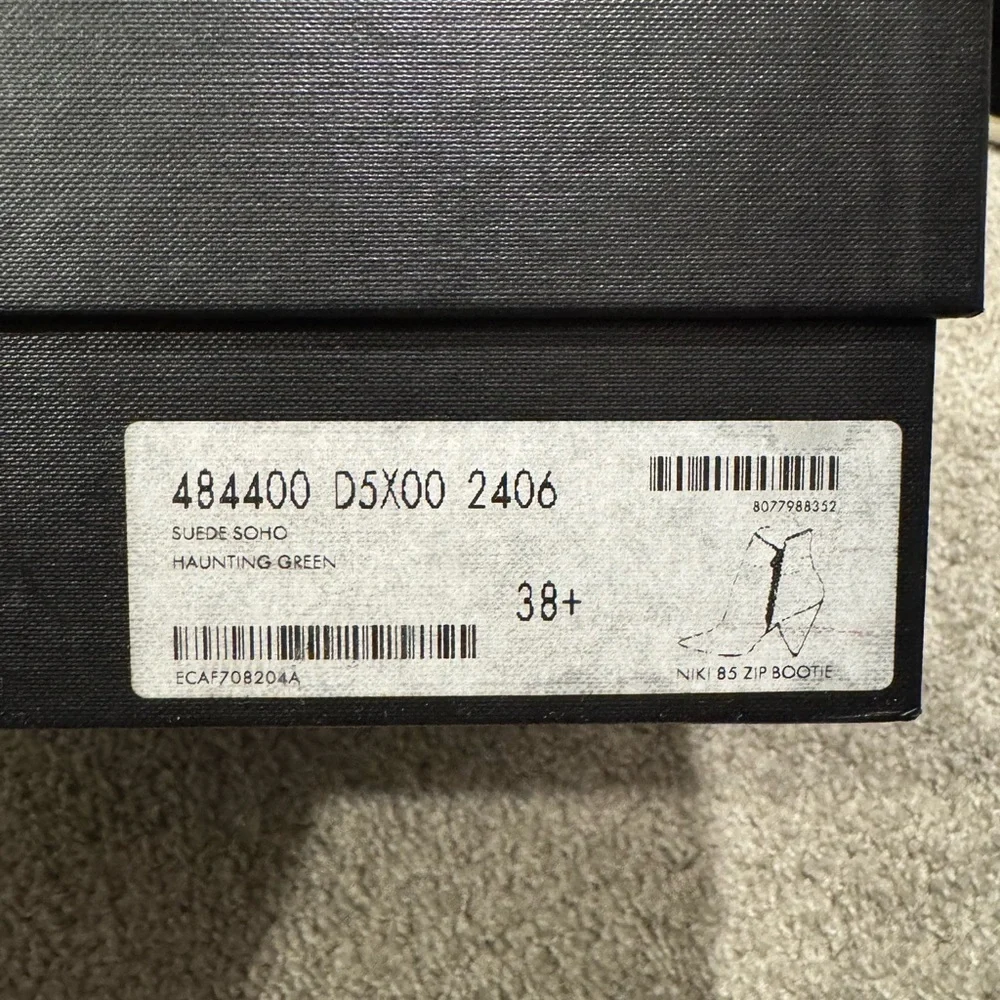 484400 D5X00 2406
SUEDE SOHO
HAUNTING GREEN
38+
ECAF708204A
8077988352
NIKI 85 ZIP BOOTIE